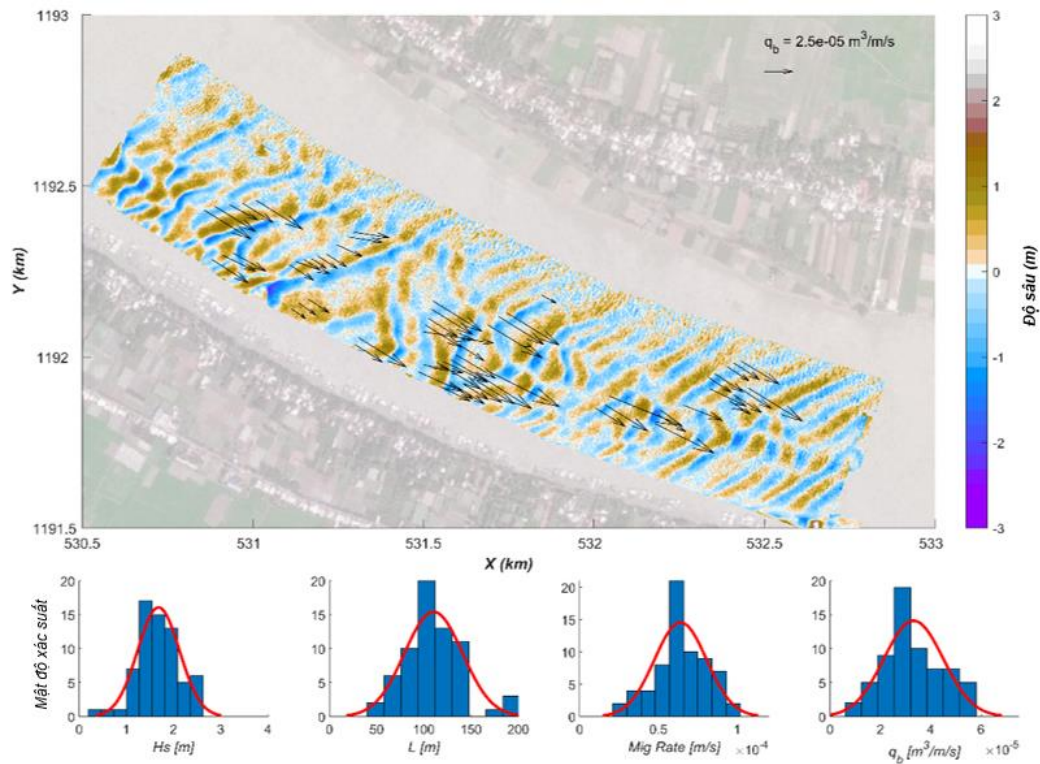 1193
1192.5
1192
1191.5
Y (km)
q_b = 2.5e-05 m³/m/s
3
2
1
0
-1
-2
-3
Độ sâu (m)
530.5 531 531.5 532 532.5 533
X (km)
Mật độ xác suất
20
15
10
5
0
0 1 2 3 4
Hs [m]
20
15
10
5
0
50 100 150 200
L [m]
20
15
10
5
0
0 0.5 1
×10⁻⁴
Mig Rate [m/s]
20
15
10
5
0
0 2 4 6
×10⁻⁵
q_b [m³/m/s]